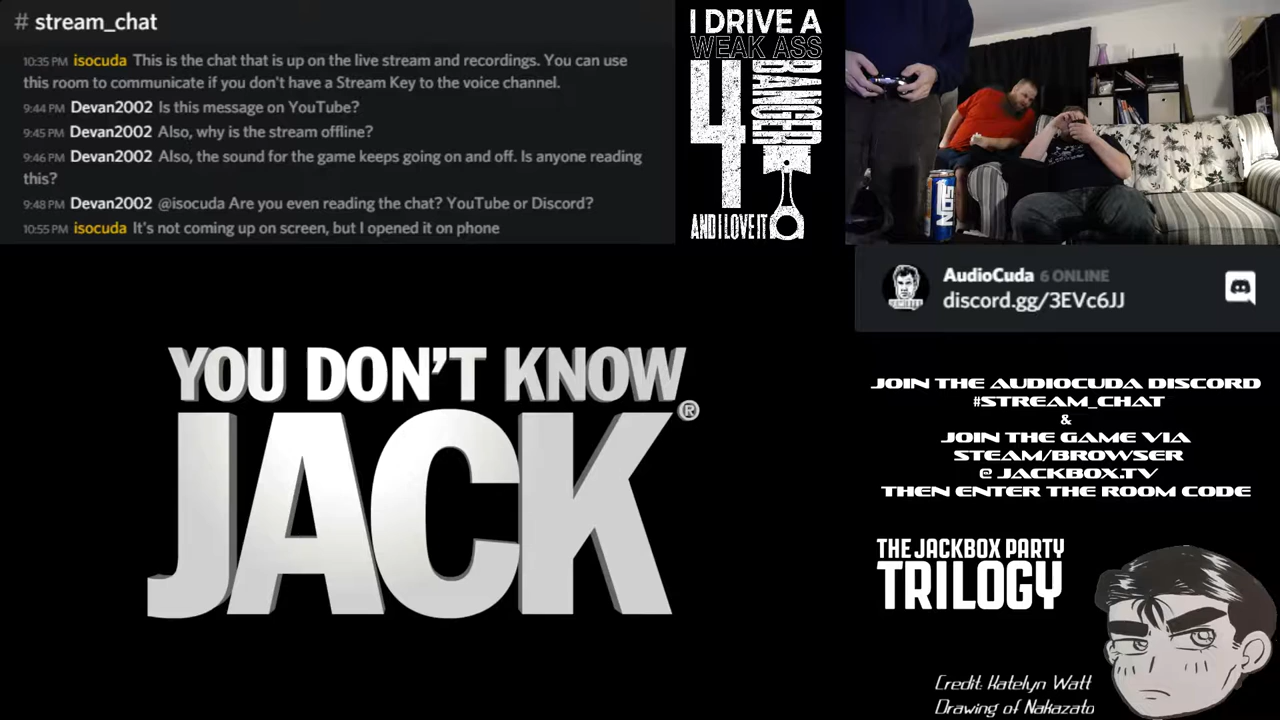 # stream_chat
10:35 PM isocuda This is the chat that is up on the live stream and recordings. You can use
this room to communicate if you don't have a Stream Key to the voice channel.
9:44 PM Devan2002 Is this message on YouTube?
9:45 PM Devan2002 Also, why is the stream offline?
9:46 PM Devan2002 Also, the sound for the game keeps going on and off. Is anyone reading
this?
9:48 PM Devan2002 @isocuda Are you even reading the chat? YouTube or Discord?
10:55 PM isocuda It's not coming up on screen, but I opened it on phone
I DRIVE A
WEAK ASS
4
BANGER
AND I LOVE IT
AudioCuda 6 ONLINE
discord.gg/3EVc6JJ
YOU DON'T KNOW
JACK®
JOIN THE AUDIOCUDA DISCORD
#STREAM_CHAT
&
JOIN THE GAME VIA
STEAM/BROWSER
@ JACKBOX.TV
THEN ENTER THE ROOM CODE
THE JACKBOX PARTY
TRILOGY
Credit: Katelyn Watt
Drawing of Nakazato